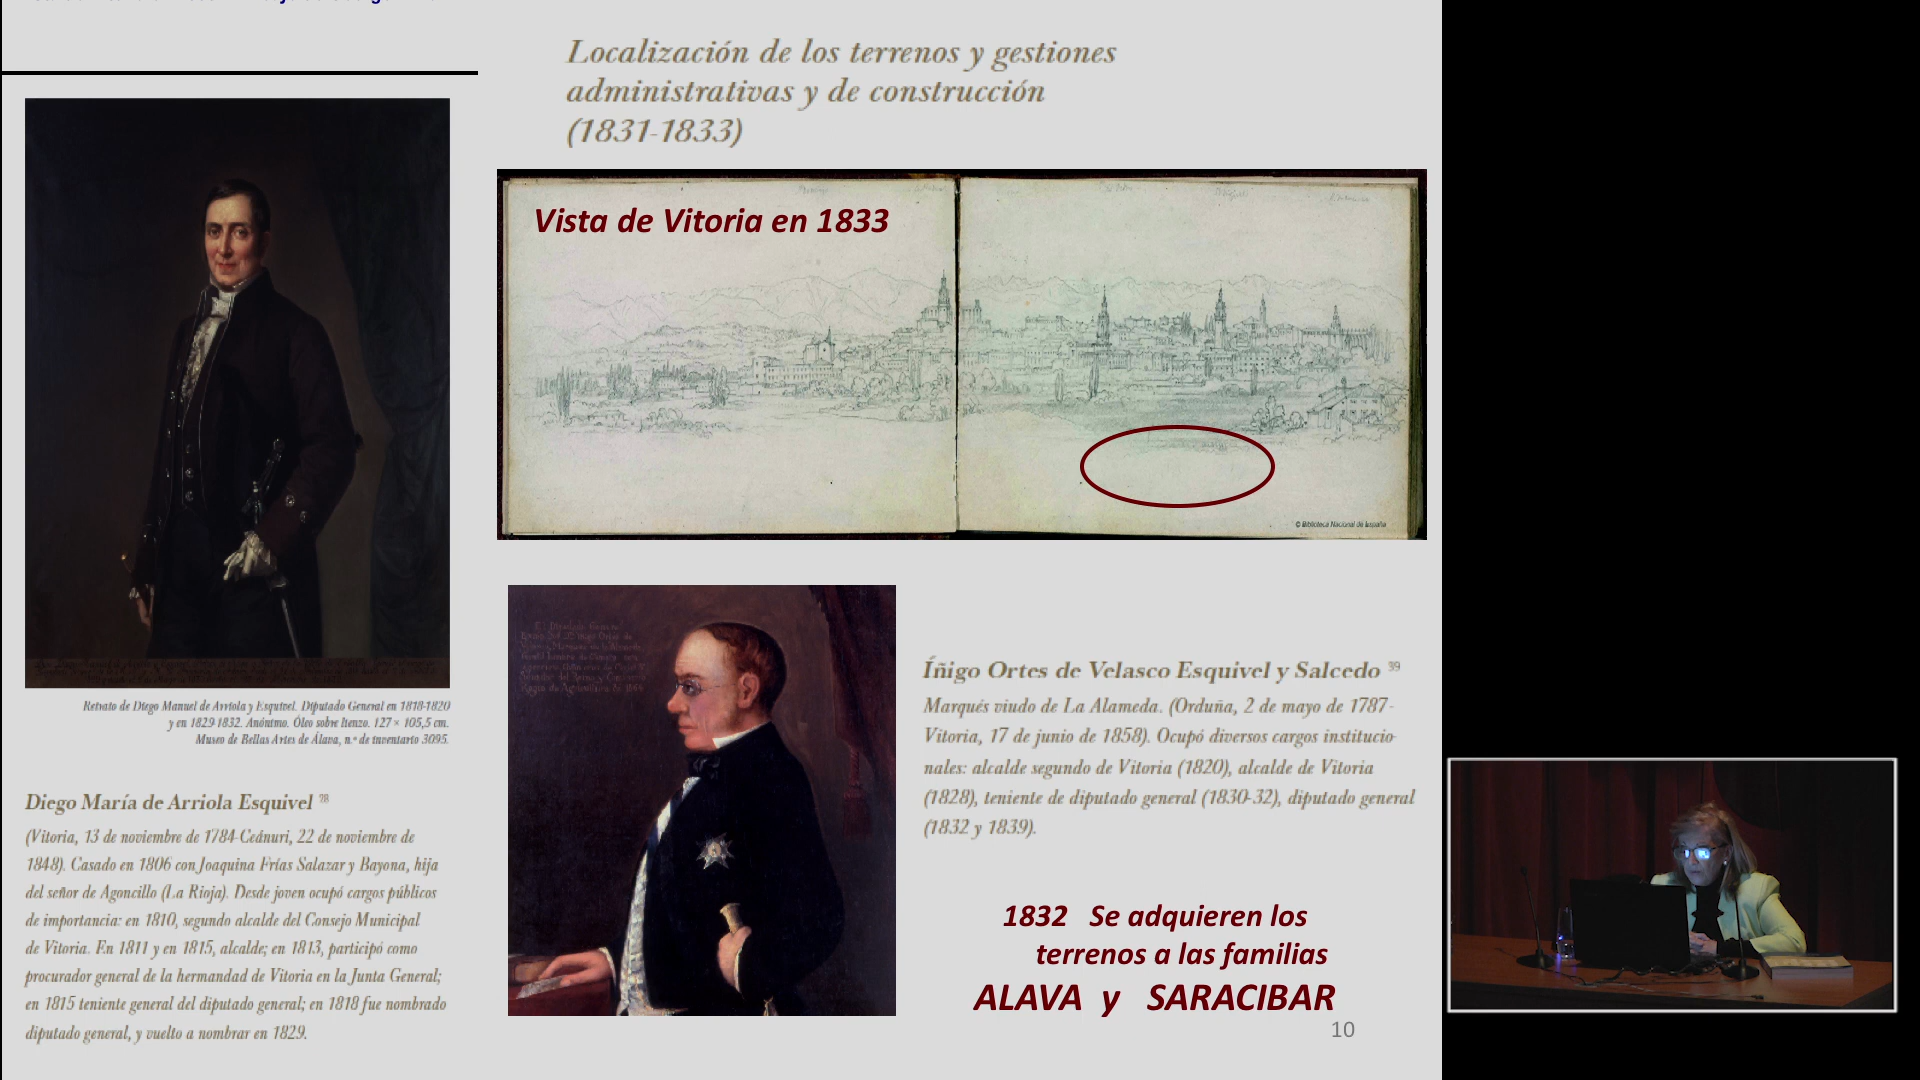 Localización de los terrenos y gestiones
administrativas y de construcción
(1831-1833)
Vista de Vitoria en 1833
© Biblioteca Nacional de España
Retrato de Diego Manuel de Arriola y Esquivel. Diputado General en 1818-1820
y en 1829-1832. Anónimo. Óleo sobre lienzo. 127 × 105,5 cm.
Museo de Bellas Artes de Álava, n.º de inventario 3095.
Diego María de Arriola Esquivel
(Vitoria, 13 de noviembre de 1784-Ceánuri, 22 de noviembre de
1848). Casado en 1806 con Joaquina Frías Salazar y Bayona, hija
del señor de Agoncillo (La Rioja). Desde joven ocupó cargos públicos
de importancia: en 1810, segundo alcalde del Consejo Municipal
de Vitoria. En 1811 y en 1815, alcalde; en 1813, participó como
procurador general de la hermandad de Vitoria en la Junta General;
en 1815 teniente general del diputado general; en 1818 fue nombrado
diputado general, y vuelto a nombrar en 1829.
Íñigo Ortes de Velasco Esquivel y Salcedo 39
Marqués viudo de La Alameda. (Orduña, 2 de mayo de 1787-
Vitoria, 17 de junio de 1858). Ocupó diversos cargos institucio-
nales: alcalde segundo de Vitoria (1820), alcalde de Vitoria
(1828), teniente de diputado general (1830-32), diputado general
(1832 y 1839).
1832 Se adquieren los
terrenos a las familias
ALAVA y SARACIBAR
10